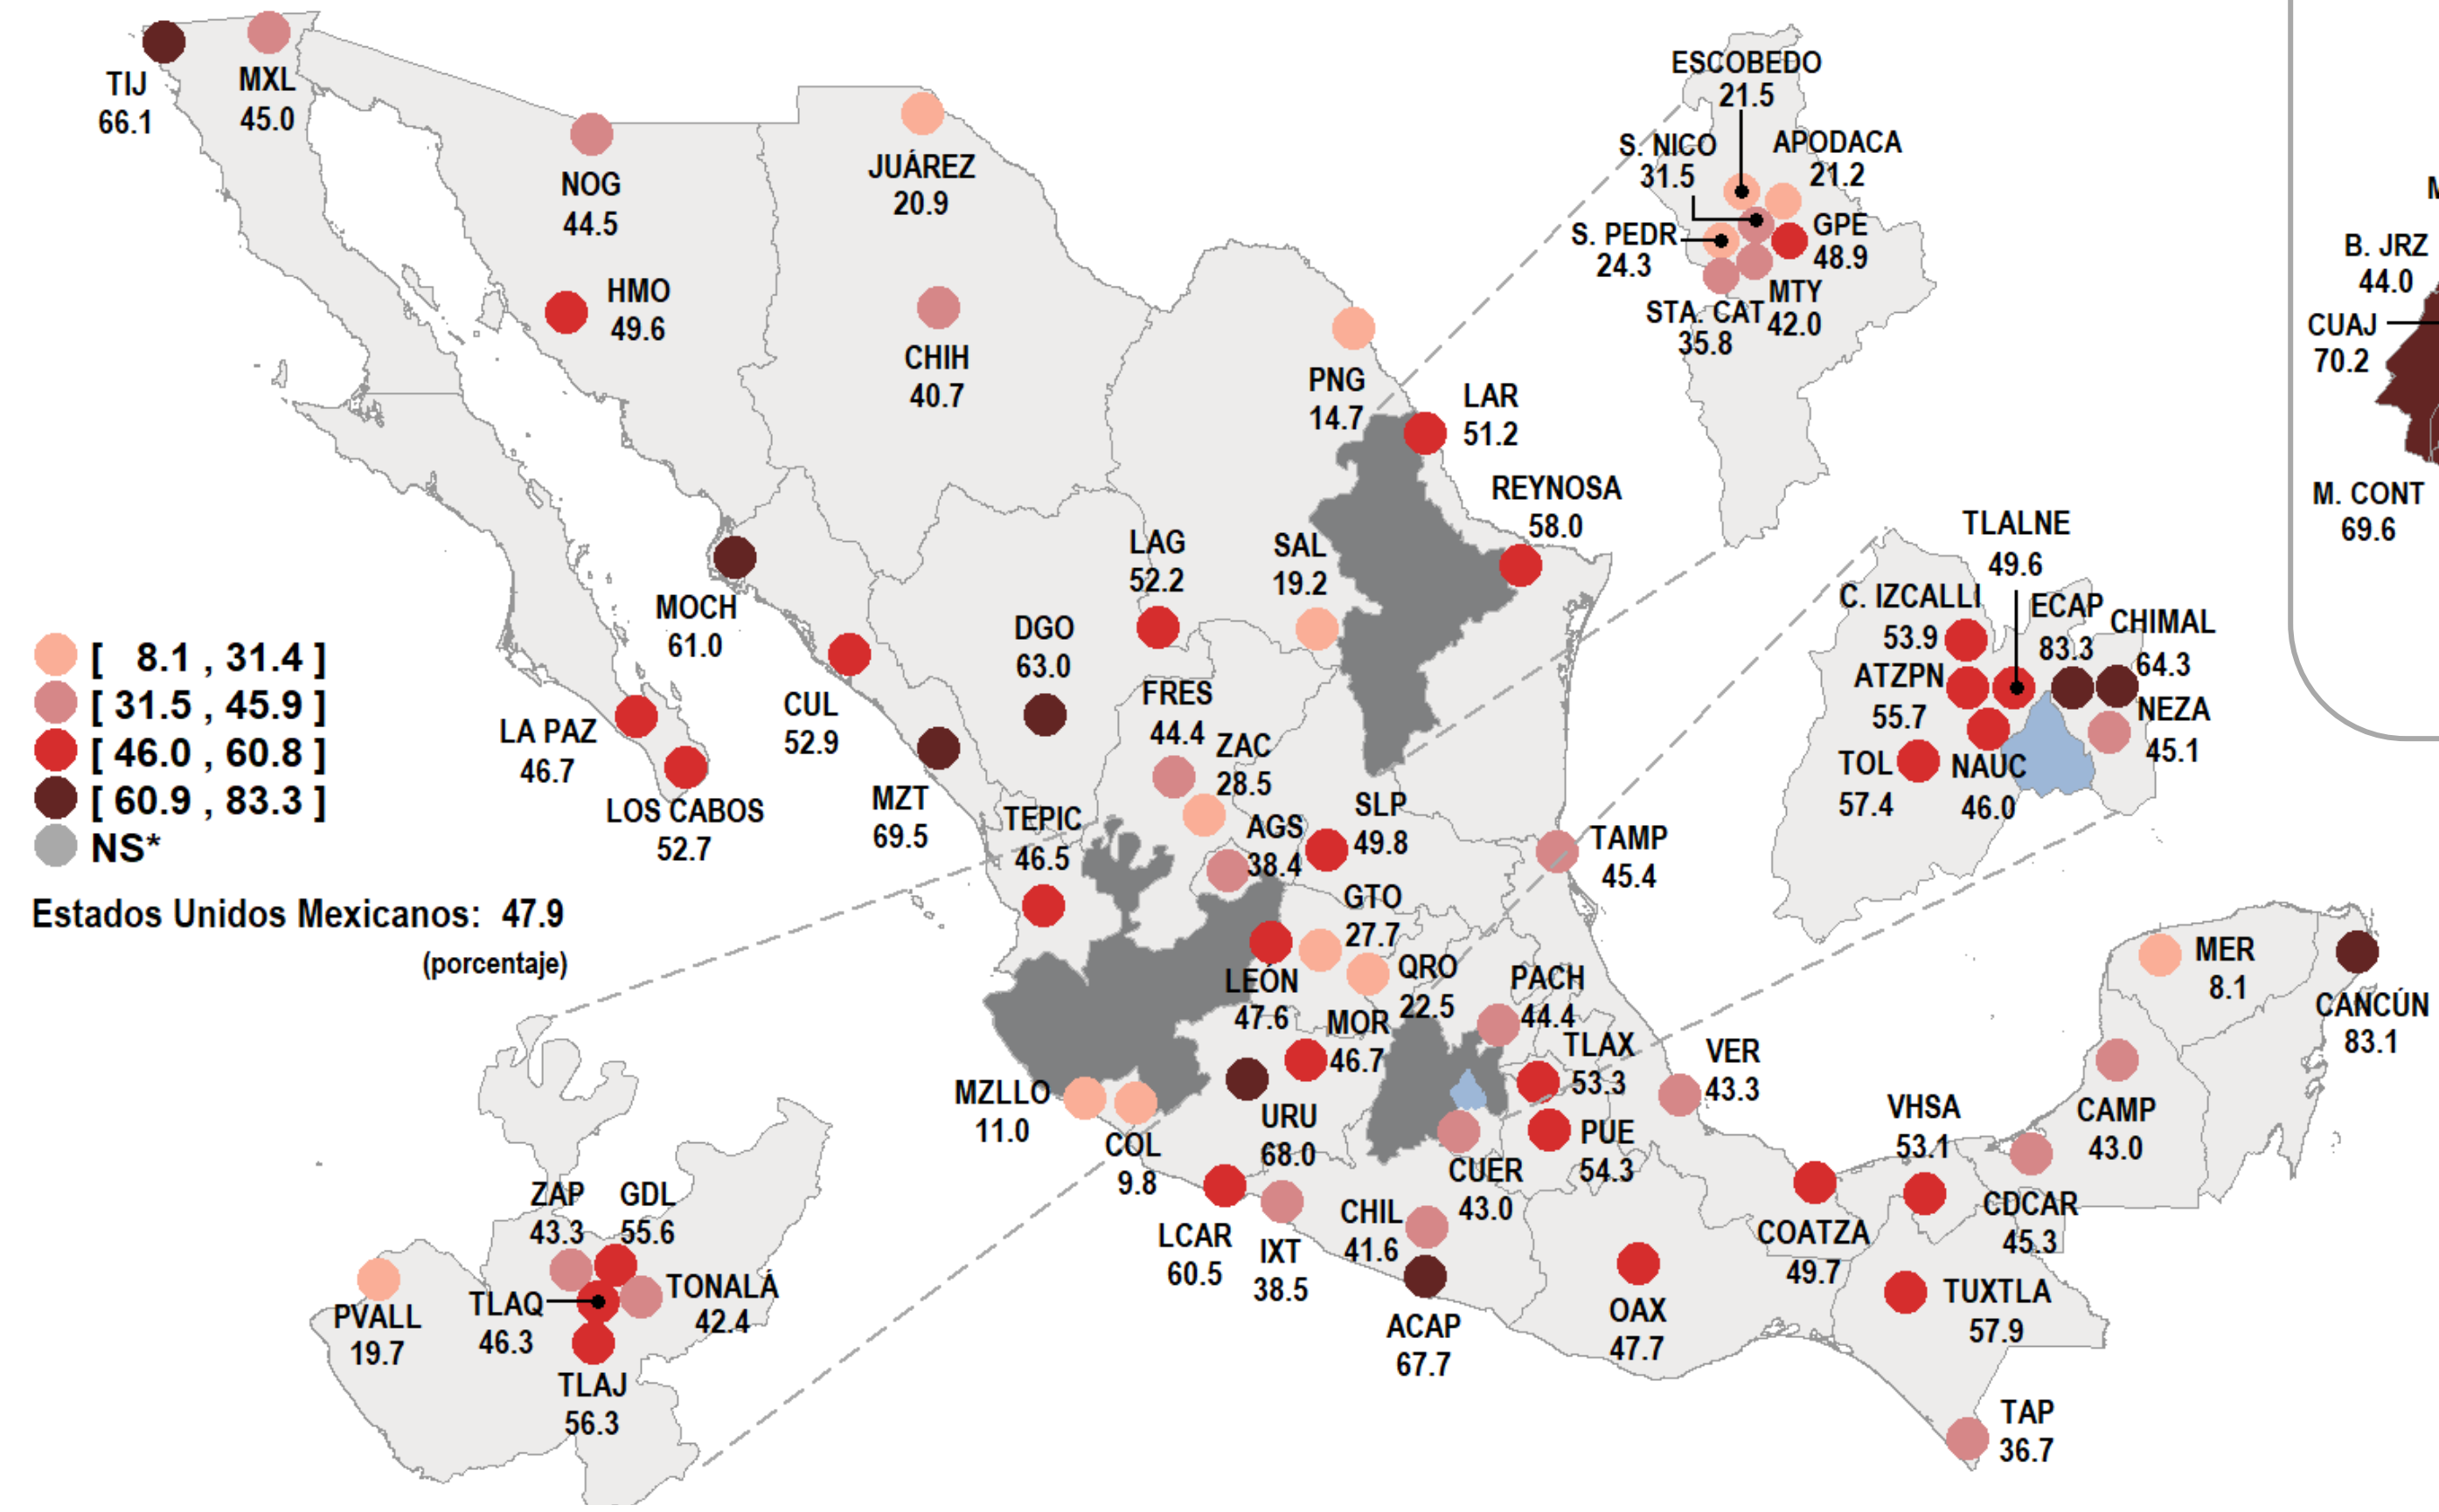 TIJ
66.1
MXL
45.0
NOG
44.5
HMO
49.6
JUÁREZ
20.9
CHIH
40.7
PNG
14.7
LAR
51.2
REYNOSA
58.0
ESCOBEDO
21.5
S. NICO
31.5
APODACA
21.2
S. PEDR
24.3
GPE
48.9
STA. CAT
35.8
MTY
42.0
B. JRZ
44.0
CUAJ
70.2
M. CONT
69.6
MOCH
61.0
CUL
52.9
LA PAZ
46.7
LOS CABOS
52.7
MZT
69.5
DGO
63.0
LAG
52.2
SAL
19.2
FRES
44.4
ZAC
28.5
TEPIC
46.5
AGS
38.4
SLP
49.8
TAMP
45.4
GTO
27.7
LEÓN
47.6
QRO
22.5
PACH
44.4
MOR
46.7
TLAX
53.3
MZLLO
11.0
COL
9.8
URU
68.0
CUER
43.0
PUE
54.3
VER
43.3
LCAR
60.5
IXT
38.5
CHIL
41.6
ACAP
67.7
OAX
47.7
COATZA
49.7
VHSA
53.1
CDCAR
45.3
CAMP
43.0
MER
8.1
CANCÚN
83.1
TUXTLA
57.9
TAP
36.7
TLALNE
49.6
C. IZCALLI
53.9
ECAP
83.3
CHIMAL
64.3
ATZPN
55.7
NEZA
45.1
TOL
57.4
NAUC
46.0
ZAP
43.3
GDL
55.6
TLAQ
46.3
TONALÁ
42.4
PVALL
19.7
TLAJ
56.3
[ 8.1 , 31.4 ]
[ 31.5 , 45.9 ]
[ 46.0 , 60.8 ]
[ 60.9 , 83.3 ]
NS*
Estados Unidos Mexicanos: 47.9
(porcentaje)